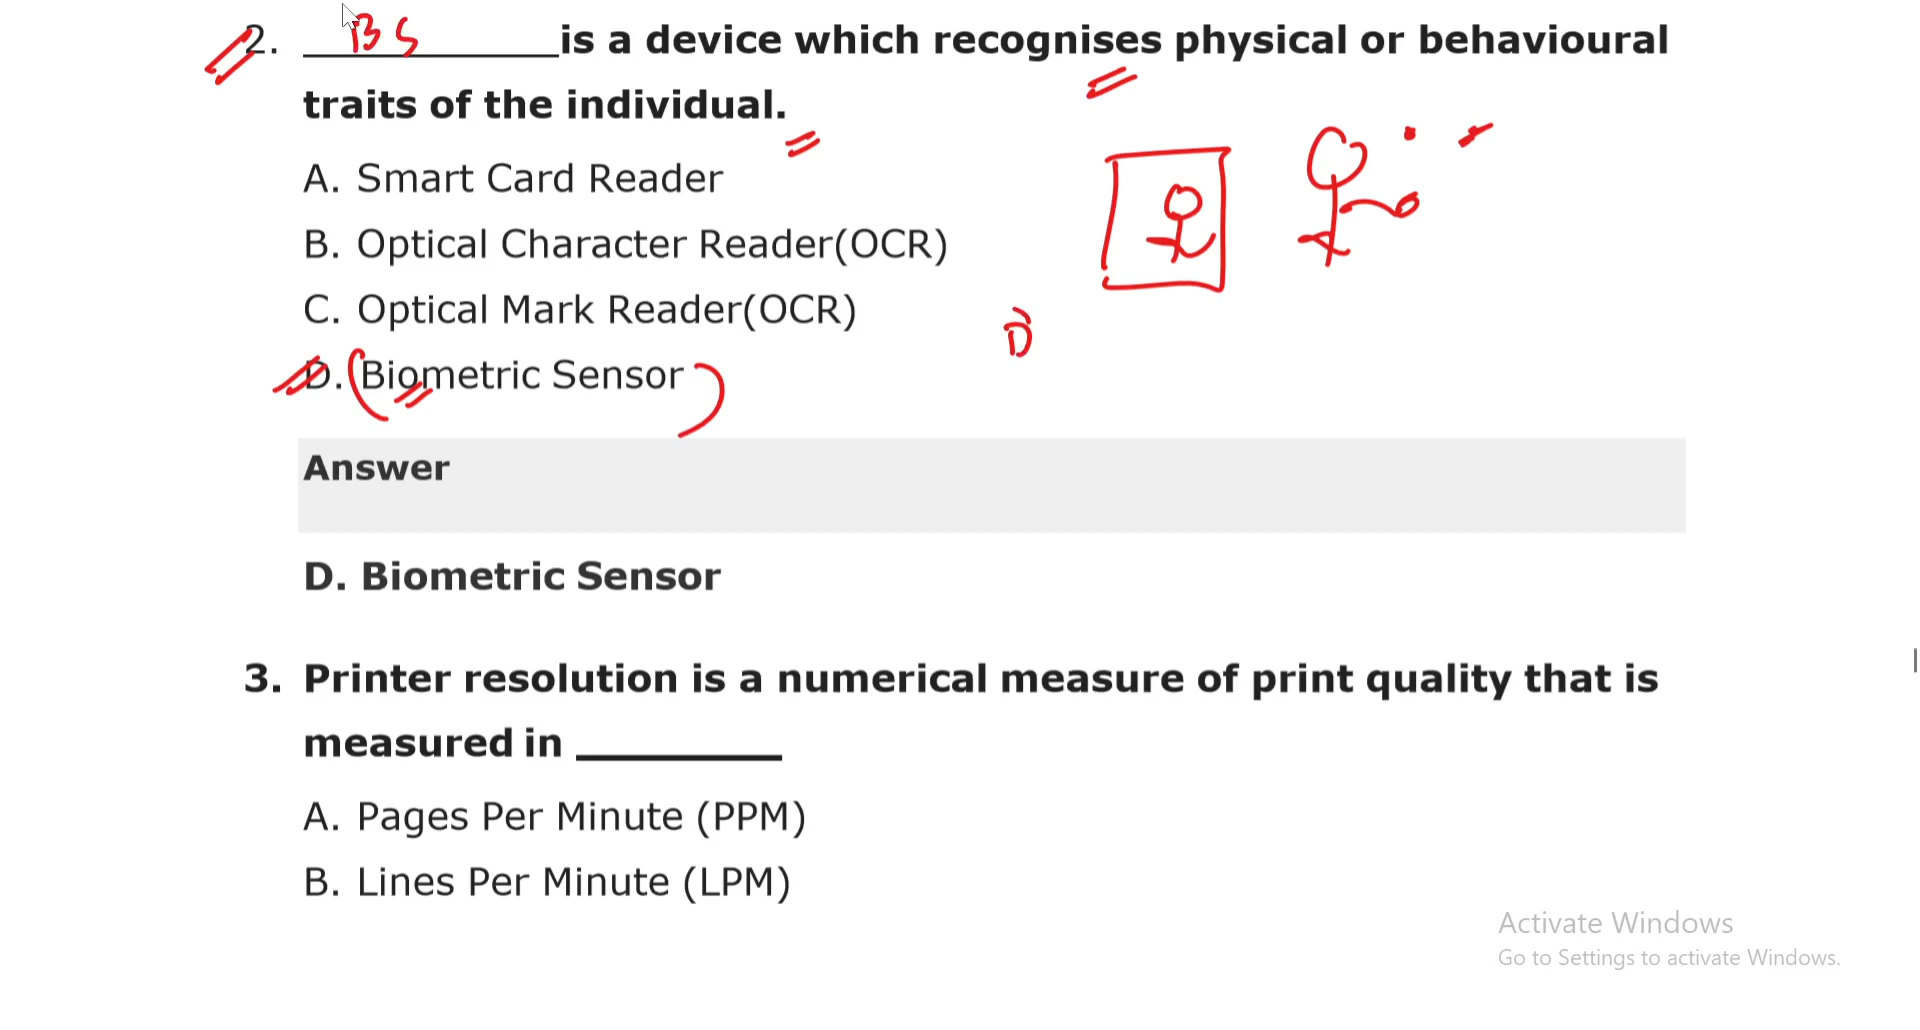 2. BS is a device which recognises physical or behavioural
traits of the individual.
A. Smart Card Reader
B. Optical Character Reader(OCR)
C. Optical Mark Reader(OCR)
D
D. (Biometric Sensor)
Answer
D. Biometric Sensor
3. Printer resolution is a numerical measure of print quality that is
measured in __________
A. Pages Per Minute (PPM)
B. Lines Per Minute (LPM)
Activate Windows
Go to Settings to activate Windows.